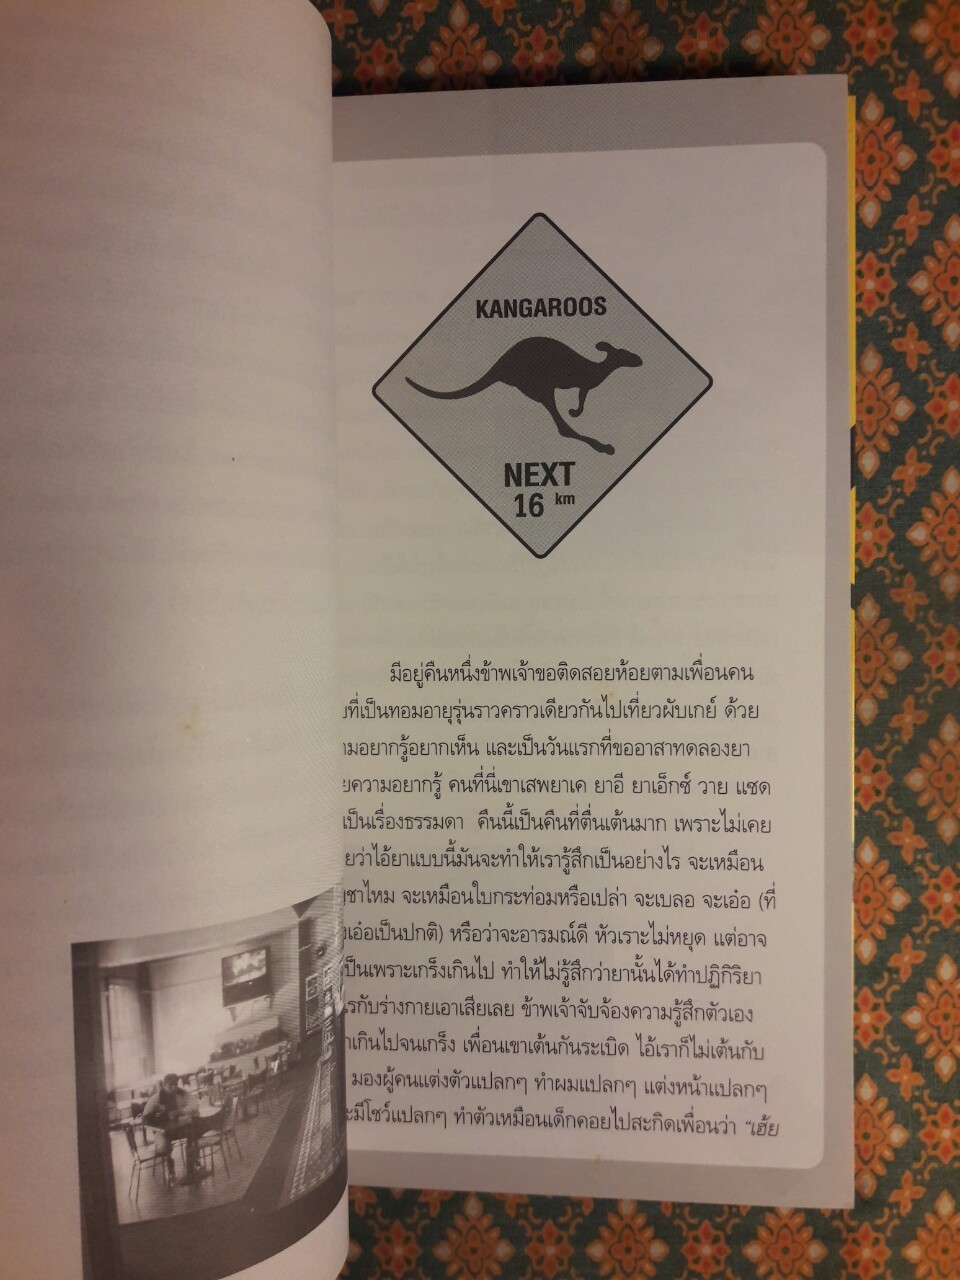 KANGAROOS
NEXT
16 km
มีอยู่คืนหนึ่งข้าพเจ้าขอติดสอยห้อยตามเพื่อนคน
ที่เป็นทอมอายุรุ่นราวคราวเดียวกันไปเที่ยวผับเกย์ ด้วย
อยากรู้อยากเห็น และเป็นวันแรกที่ขออาสาทดลองยา
ความอยากรู้ คนที่นี่เขาเสพยาเค ยาอี ยาเอ็กซ์ วาย แซด
เป็นเรื่องธรรมดา คืนนี้เป็นคืนที่ตื่นเต้นมาก เพราะไม่เคย
ว่าไอ้ยาแบบนี้มันจะทำให้เรารู้สึกเป็นอย่างไร จะเหมือน
ไหม จะเหมือนใบกระท่อมหรือเปล่า จะเบลอ จะเอ๋อ (ที่
เอ๋อเป็นปกติ) หรือว่าจะอารมณ์ดี หัวเราะไม่หยุด แต่อาจ
เป็นเพราะเกร็งเกินไป ทำให้ไม่รู้สึกว่ายานั้นได้ทำปฏิกิริยา
กับร่างกายเอาเสียเลย ข้าพเจ้าจับจ้องความรู้สึกตัวเอง
เกินไปจนเกร็ง เพื่อนเขาเต้นกันระเบิด ไอ้เราก็ไม่เต้นกับ
มองผู้คนแต่งตัวแปลกๆ ทำผมแปลกๆ แต่งหน้าแปลกๆ
มีโชว์แปลกๆ ทำตัวเหมือนเด็กคอยไปสะกิดเพื่อนว่า “เฮ้ย